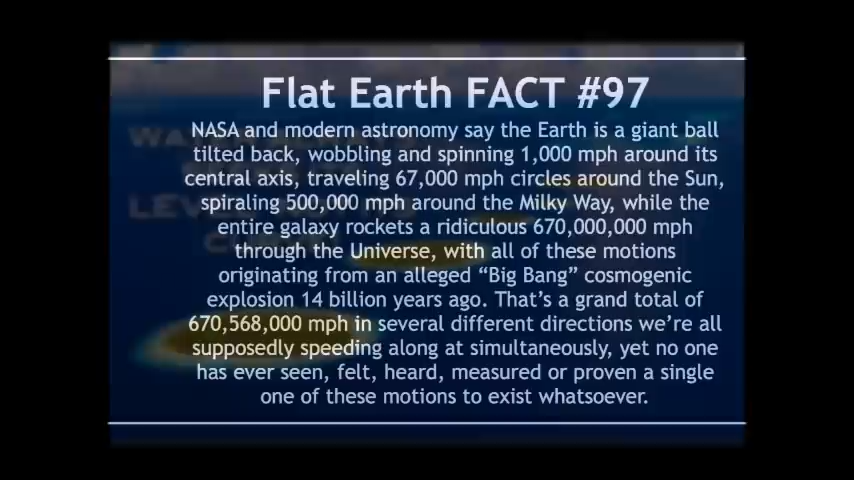 Flat Earth FACT #97
NASA and modern astronomy say the Earth is a giant ball
tilted back, wobbling and spinning 1,000 mph around its
central axis, traveling 67,000 mph circles around the Sun,
spiraling 500,000 mph around the Milky Way, while the
entire galaxy rockets a ridiculous 670,000,000 mph
through the Universe, with all of these motions
originating from an alleged “Big Bang” cosmogenic
explosion 14 billion years ago. That’s a grand total of
670,568,000 mph in several different directions we’re all
supposedly speeding along at simultaneously, yet no one
has ever seen, felt, heard, measured or proven a single
one of these motions to exist whatsoever.